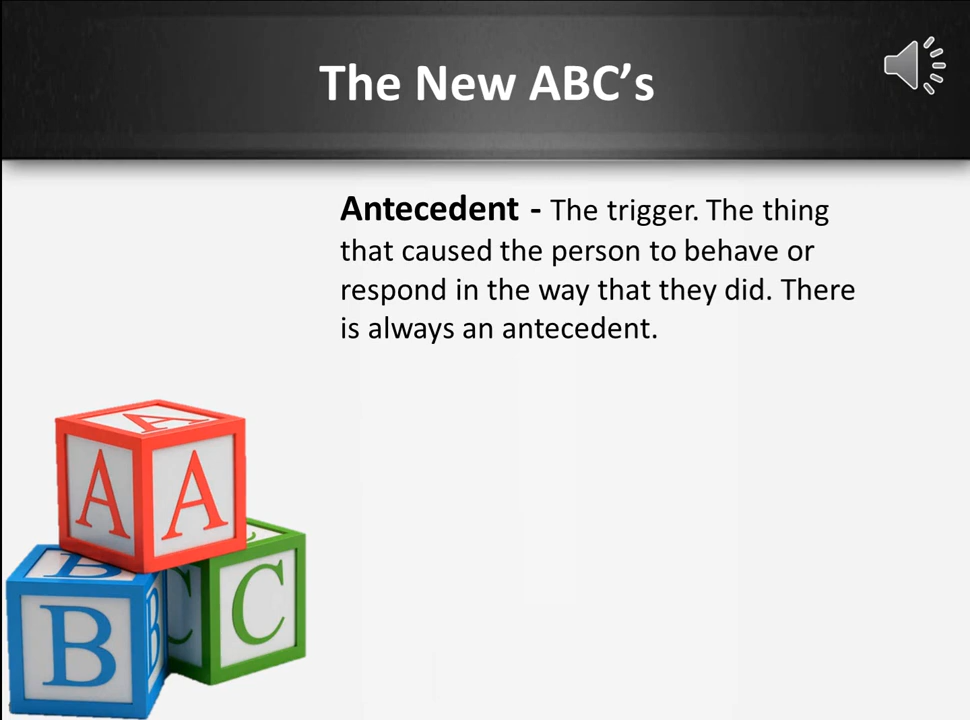 The New ABC’s
Antecedent - The trigger. The thing
that caused the person to behave or
respond in the way that they did. There
is always an antecedent.
A
A A
B
C
C C
B B